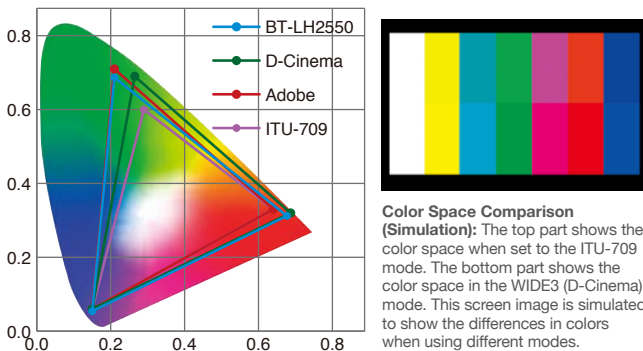 BT-LH2550
D-Cinema
Adobe
ITU-709
0.8
0.6
0.4
0.2
0.0
0.0 0.2 0.4 0.6 0.8
Color Space Comparison
(Simulation): The top part shows the
color space when set to the ITU-709
mode. The bottom part shows the
color space in the WIDE3 (D-Cinema)
mode. This screen image is simulated
to show the differences in colors
when using different modes.